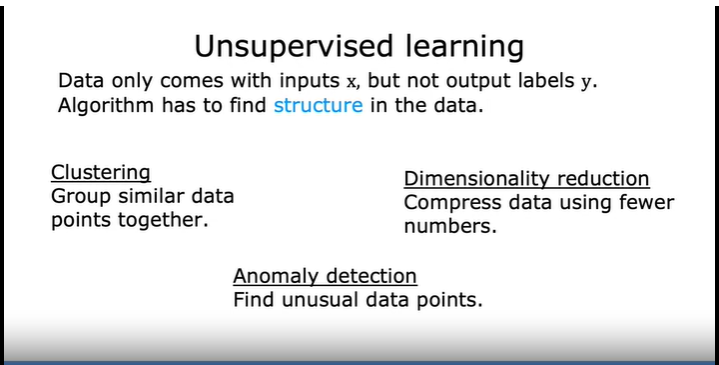 Unsupervised learning
Data only comes with inputs x, but not output labels y.
Algorithm has to find structure in the data.
Clustering
Group similar data
points together.
Dimensionality reduction
Compress data using fewer
numbers.
Anomaly detection
Find unusual data points.